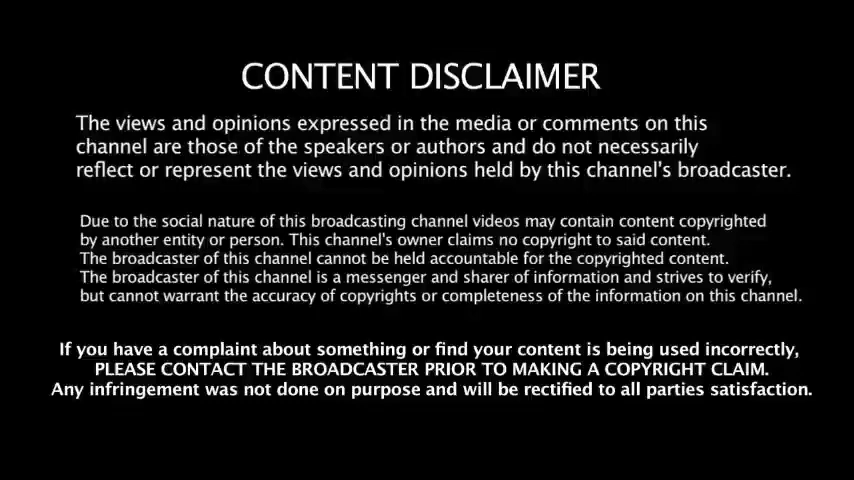 CONTENT DISCLAIMER
The views and opinions expressed in the media or comments on this
channel are those of the speakers or authors and do not necessarily
reflect or represent the views and opinions held by this channel's broadcaster.
Due to the social nature of this broadcasting channel videos may contain content copyrighted
by another entity or person. This channel's owner claims no copyright to said content.
The broadcaster of this channel cannot be held accountable for the copyrighted content.
The broadcaster of this channel is a messenger and sharer of information and strives to verify,
but cannot warrant the accuracy of copyrights or completeness of the information on this channel.
If you have a complaint about something or find your content is being used incorrectly,
PLEASE CONTACT THE BROADCASTER PRIOR TO MAKING A COPYRIGHT CLAIM.
Any infringement was not done on purpose and will be rectified to all parties satisfaction.